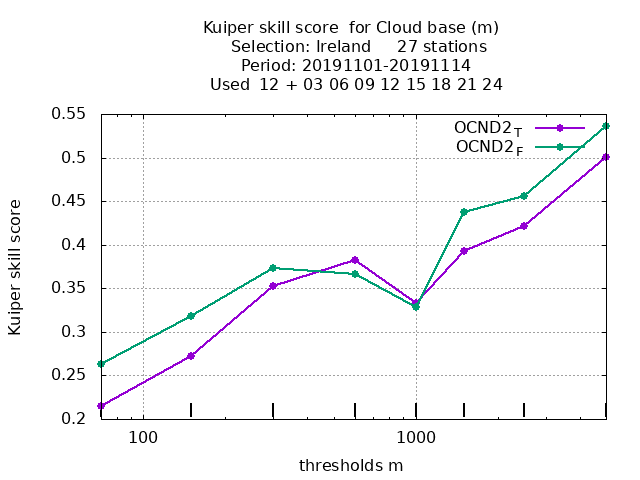 Kuiper skill score  for Cloud base (m)
Selection: Ireland     27 stations
Period: 20191101-20191114
Used  12 + 03 06 09 12 15 18 21 24
OCND2T
OCND2F
0.55
0.5
0.45
0.4
0.35
0.3
0.25
0.2
Kuiper skill score
100
1000
thresholds m